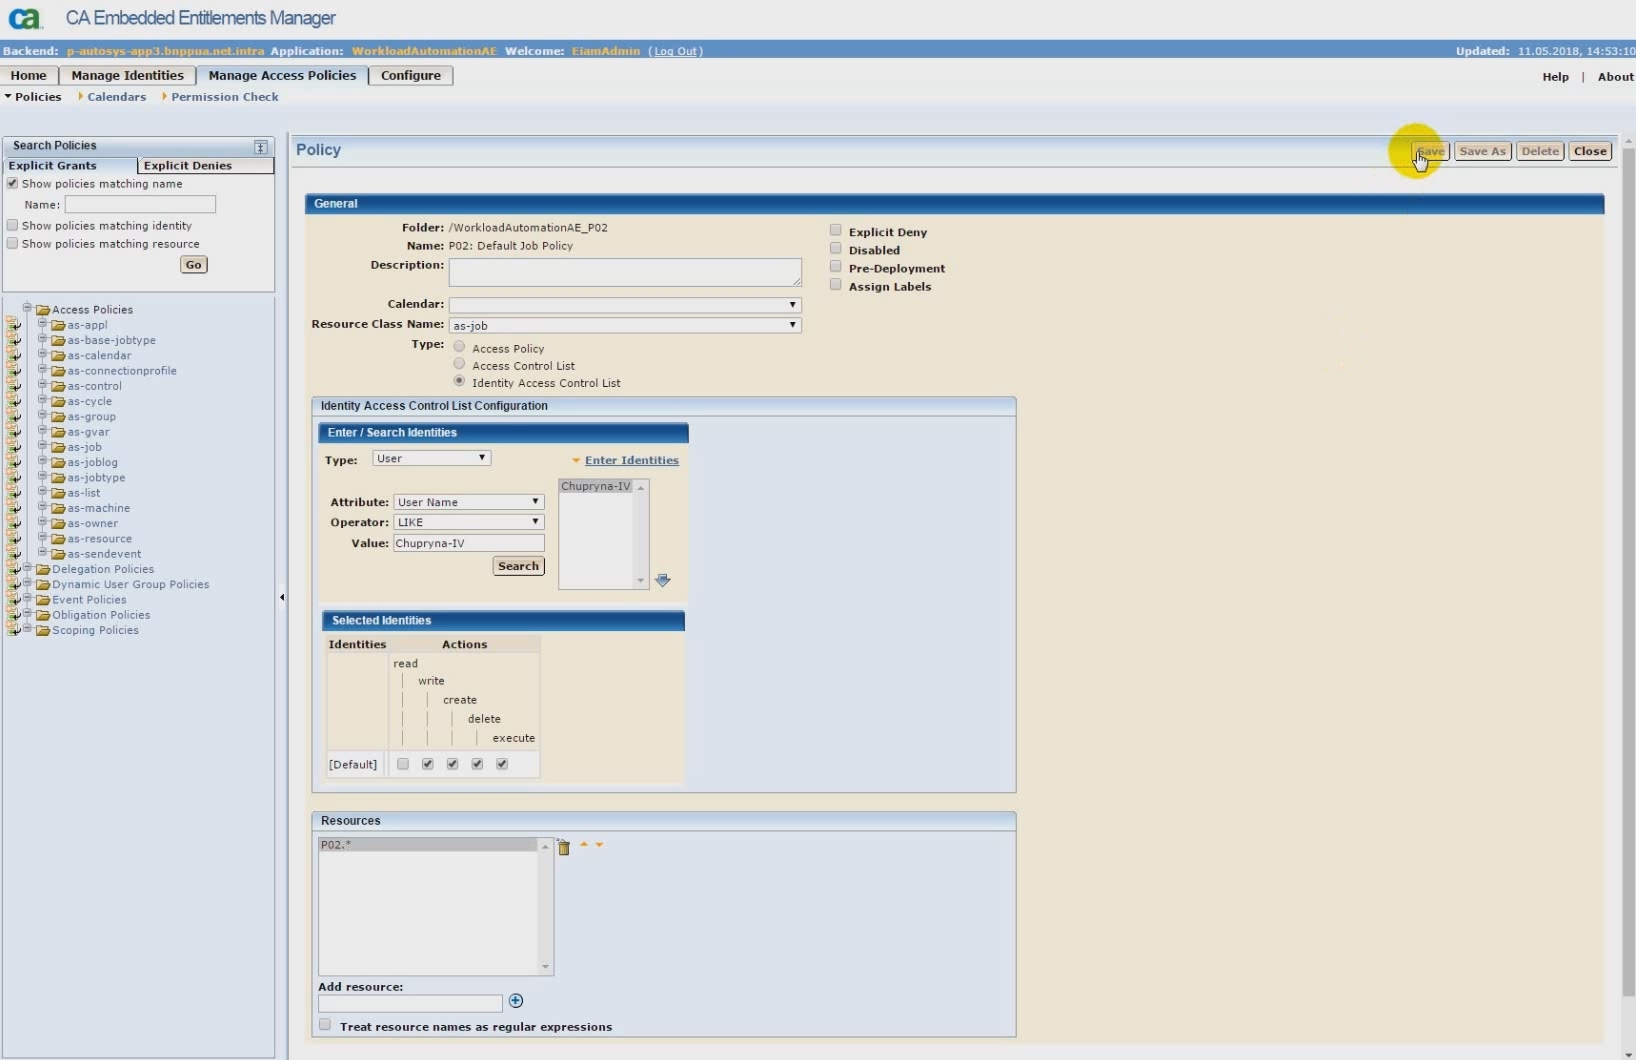 ca CA Embedded Entitlements Manager
Backend: p-autosys-app3.bnppua.net.intra Application: WorkloadAutomationAE Welcome: EiamAdmin (Log Out) Updated: 11.05.2018, 14:53:10
Home Manage Identities Manage Access Policies Configure Help | About
Policies Calendars Permission Check
Search Policies
Explicit Grants Explicit Denies
Show policies matching name
Name:
Show policies matching identity
Show policies matching resource
Go
Access Policies
as-appl
as-base-jobtype
as-calendar
as-connectionprofile
as-control
as-cycle
as-group
as-gvar
as-job
as-joblog
as-jobtype
as-list
as-machine
as-owner
as-resource
as-sendevent
Delegation Policies
Dynamic User Group Policies
Event Policies
Obligation Policies
Scoping Policies
Policy Save Save As Delete Close
General
Folder: /WorkloadAutomationAE_P02
Name: P02: Default Job Policy
Description:
Calendar:
Resource Class Name: as-job
Type: Access Policy
Access Control List
Identity Access Control List
Explicit Deny
Disabled
Pre-Deployment
Assign Labels
Identity Access Control List Configuration
Enter / Search Identities
Type: User
Enter Identities
Attribute: User Name
Operator: LIKE
Value: Chupryna-IV
Search
Chupryna-IV
Selected Identities
Identities Actions
read
write
create
delete
execute
[Default]
Resources
P02.*
Add resource:
Treat resource names as regular expressions